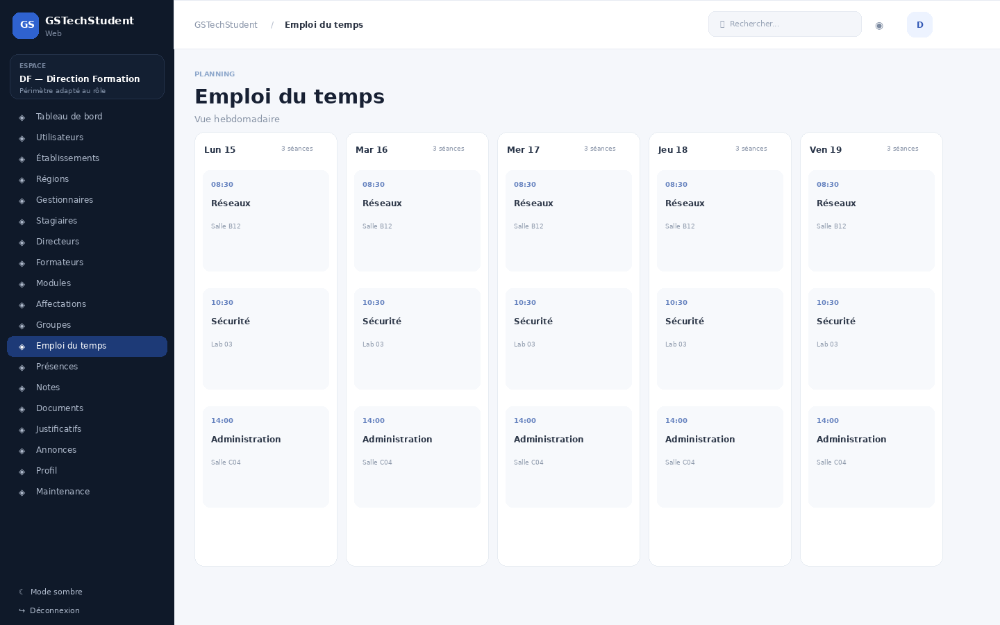 GS
GSTechStudent
Web
ESPACE
DF — Direction Formation
Périmètre adapté au rôle
Tableau de bord
Utilisateurs
Établissements
Régions
Gestionnaires
Stagiaires
Directeurs
Formateurs
Modules
Affectations
Groupes
Emploi du temps
Présences
Notes
Documents
Justificatifs
Annonces
Profil
Maintenance
Mode sombre
Déconnexion
GSTechStudent / Emploi du temps
Rechercher...
D
PLANNING
Emploi du temps
Vue hebdomadaire
Lun 15 3 séances
08:30
Réseaux
Salle B12
10:30
Sécurité
Lab 03
14:00
Administration
Salle C04
Mar 16 3 séances
08:30
Réseaux
Salle B12
10:30
Sécurité
Lab 03
14:00
Administration
Salle C04
Mer 17 3 séances
08:30
Réseaux
Salle B12
10:30
Sécurité
Lab 03
14:00
Administration
Salle C04
Jeu 18 3 séances
08:30
Réseaux
Salle B12
10:30
Sécurité
Lab 03
14:00
Administration
Salle C04
Ven 19 3 séances
08:30
Réseaux
Salle B12
10:30
Sécurité
Lab 03
14:00
Administration
Salle C04